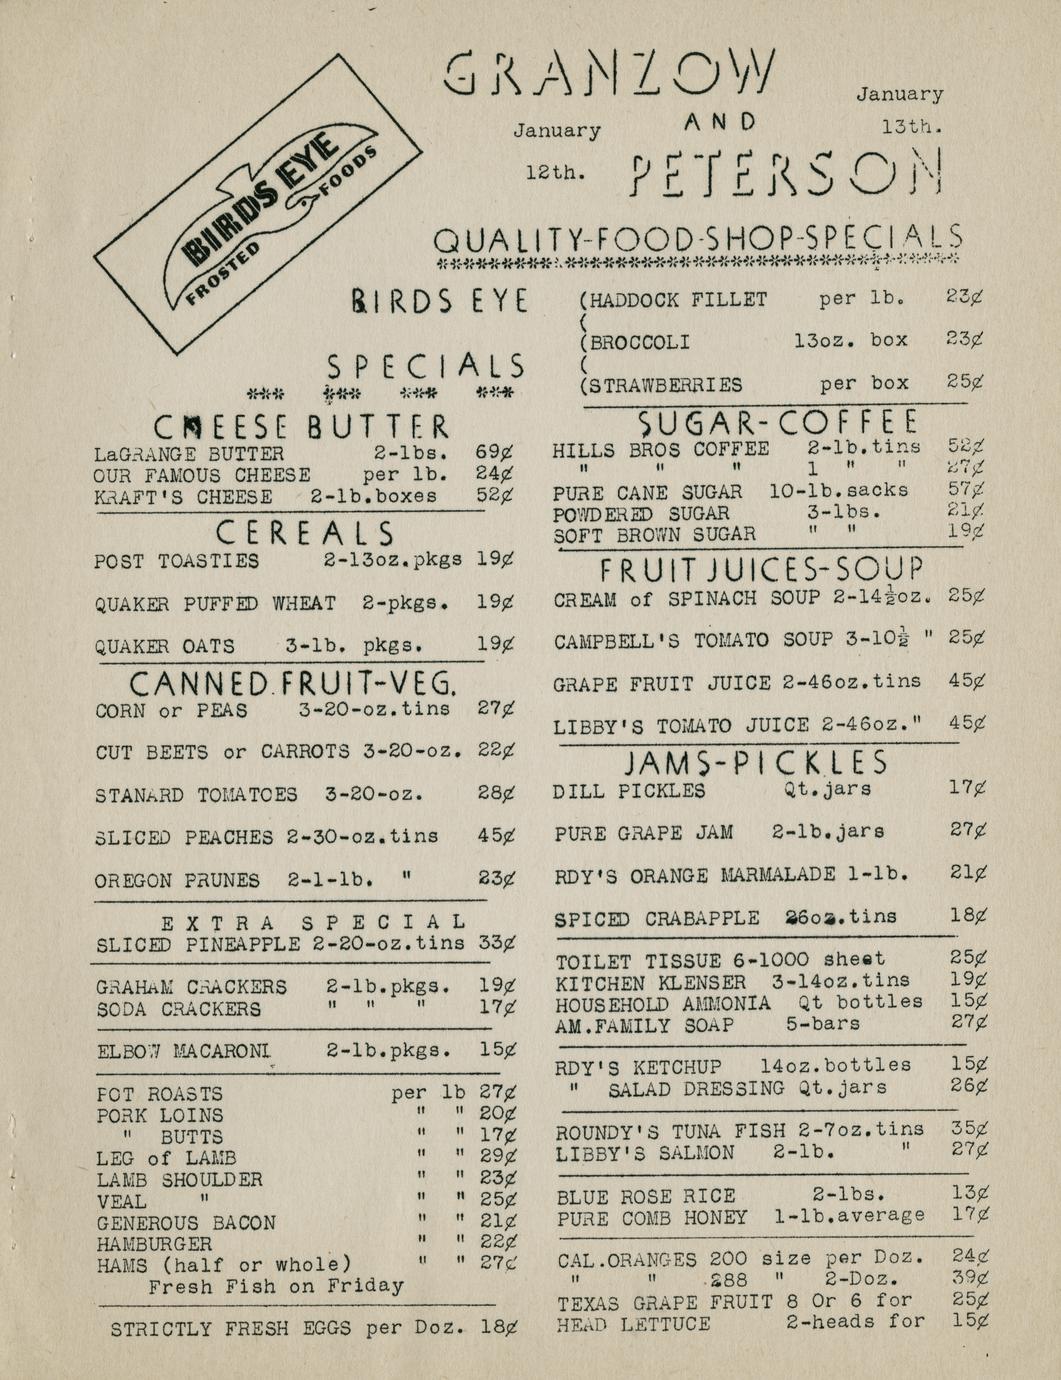 GRANZOW
AND
PETERSON
January
12th.
January
13th.
BIRDS EYE
FROSTED FOODS
QUALITY-FOOD-SHOP-SPECIALS
BIRDS EYE
SPECIALS
*** *** *** ***
(HADDOCK FILLET per lb. 23¢
(
(BROCCOLI 13oz. box 23¢
(
(STRAWBERRIES per box 25¢
CHEESE BUTTER
LaGRANGE BUTTER 2-lbs. 69¢
OUR FAMOUS CHEESE per lb. 24¢
KRAFT'S CHEESE 2-lb.boxes 52¢
CEREALS
POST TOASTIES 2-13oz.pkgs 19¢
QUAKER PUFFED WHEAT 2-pkgs. 19¢
QUAKER OATS 3-lb. pkgs. 19¢
CANNED.FRUIT-VEG.
CORN or PEAS 3-20-oz.tins 27¢
CUT BEETS or CARROTS 3-20-oz. 22¢
STANARD TOMATOES 3-20-oz. 28¢
SLICED PEACHES 2-30-oz.tins 45¢
OREGON PRUNES 2-1-lb. " 23¢
EXTRA SPECIAL
SLICED PINEAPPLE 2-20-oz.tins 33¢
GRAHAM CRACKERS 2-lb.pkgs. 19¢
SODA CRACKERS " " " 17¢
ELBOW MACARONI 2-lb.pkgs. 15¢
POT ROASTS per lb 27¢
PORK LOINS " " 20¢
" BUTTS " " 17¢
LEG of LAMB " " 29¢
LAMB SHOULDER " " 23¢
VEAL " " " 25¢
GENEROUS BACON " " 21¢
HAMBURGER " " 22¢
HAMS (half or whole) " " 27¢
Fresh Fish on Friday
STRICTLY FRESH EGGS per Doz. 18¢
SUGAR-COFFEE
HILLS BROS COFFEE 2-lb.tins 52¢
" " " 1 " " 27¢
PURE CANE SUGAR 10-lb.sacks 57¢
POWDERED SUGAR 3-lbs. 21¢
SOFT BROWN SUGAR " " 19¢
FRUIT JUICES-SOUP
CREAM of SPINACH SOUP 2-14½oz. 25¢
CAMPBELL'S TOMATO SOUP 3-10½ " 25¢
GRAPE FRUIT JUICE 2-46oz.tins 45¢
LIBBY'S TOMATO JUICE 2-46oz." 45¢
JAMS-PICKLES
DILL PICKLES Qt.jars 17¢
PURE GRAPE JAM 2-lb.jars 27¢
RDY'S ORANGE MARMALADE 1-lb. 21¢
SPICED CRABAPPLE 26oz.tins 18¢
TOILET TISSUE 6-1000 sheet 25¢
KITCHEN KLENSER 3-14oz.tins 19¢
HOUSEHOLD AMMONIA Qt bottles 15¢
AM.FAMILY SOAP 5-bars 27¢
RDY'S KETCHUP 14oz.bottles 15¢
" SALAD DRESSING Qt.jars 26¢
ROUNDY'S TUNA FISH 2-7oz.tins 35¢
LIBBY'S SALMON 2-lb. " 27¢
BLUE ROSE RICE 2-lbs. 13¢
PURE COMB HONEY 1-lb.average 17¢
CAL.ORANGES 200 size per Doz. 24¢
" " 288 " 2-Doz. 39¢
TEXAS GRAPE FRUIT 8 Or 6 for 25¢
HEAD LETTUCE 2-heads for 15¢